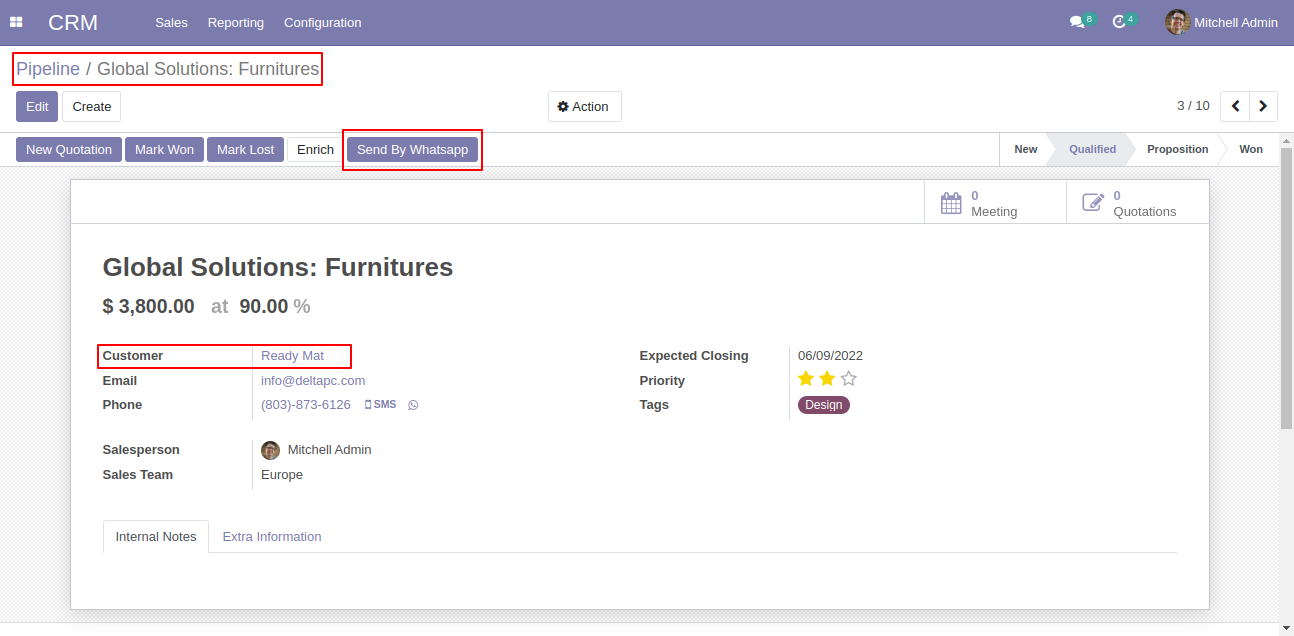 CRM Sales Reporting Configuration 8 4 Mitchell Admin
Pipeline / Global Solutions: Furnitures
Edit Create Action 3 / 10
New Quotation Mark Won Mark Lost Enrich Send By Whatsapp New Qualified Proposition Won
0 Meeting
0 Quotations
Global Solutions: Furnitures
$ 3,800.00 at 90.00 %
Customer Ready Mat
Email info@deltapc.com
Phone (803)-873-6126 SMS
Expected Closing 06/09/2022
Priority
Tags Design
Salesperson Mitchell Admin
Sales Team Europe
Internal Notes Extra Information